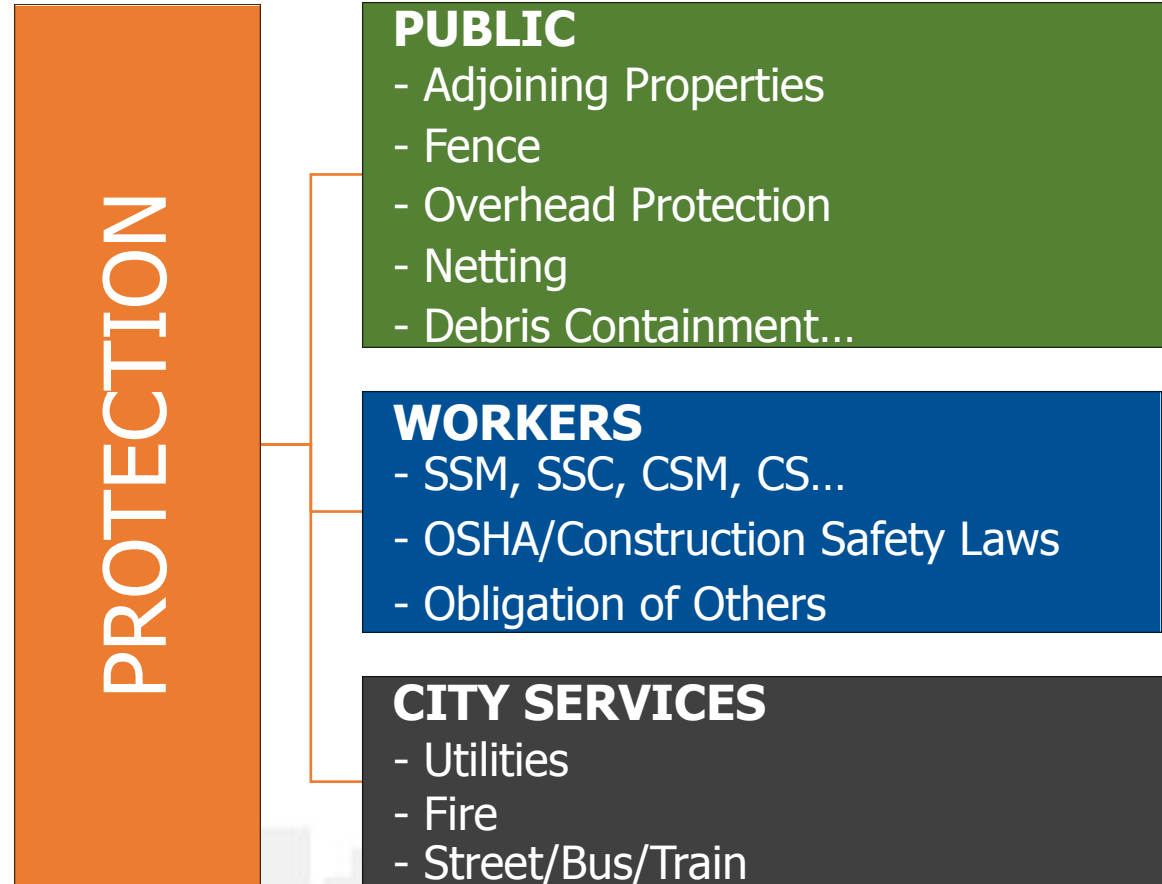 PROTECTION
PUBLIC
- Adjoining Properties
- Fence
- Overhead Protection
- Netting
- Debris Containment…
WORKERS
- SSM, SSC, CSM, CS…
- OSHA/Construction Safety Laws
- Obligation of Others
CITY SERVICES
- Utilities
- Fire
- Street/Bus/Train